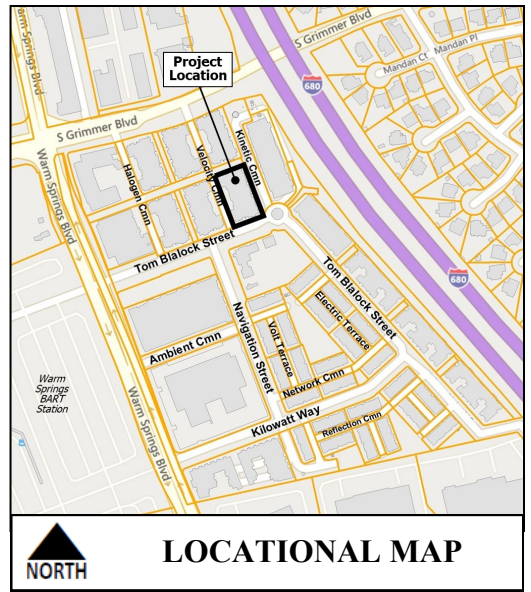 Warm Springs Blvd
S Grimmer Blvd
Mandan Ct
Mandan Pl
Project
Location
680
S Grimmer Blvd
Kinetic Cmn
Velocity Cmn
Halogen Cmn
Warm Springs Blvd
Tom Blalock Street
Tom Blalock Street
680
Electric Terrace
Navigation Street
Volt Terrace
Ambient Cmn
Network Cmn
Warm
Springs
BART
Station
Warm Springs Blvd
Kilowatt Way
Reflection Cmn
NORTH
LOCATIONAL MAP